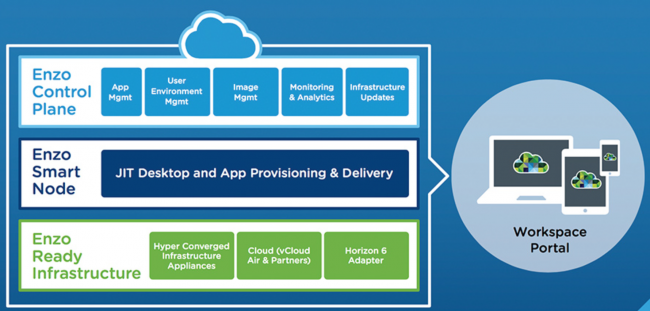 Enzo
Control
Plane
App
Mgmt
User
Environment
Mgmt
Image
Mgmt
Monitoring
& Analytics
Infrastructure
Updates
Enzo
Smart
Node
JIT Desktop and App Provisioning & Delivery
Enzo
Ready
Infrastructure
Hyper Converged
Infrastructure
Appliances
Cloud (vCloud
Air & Partners)
Horizon 6
Adapter
Workspace
Portal